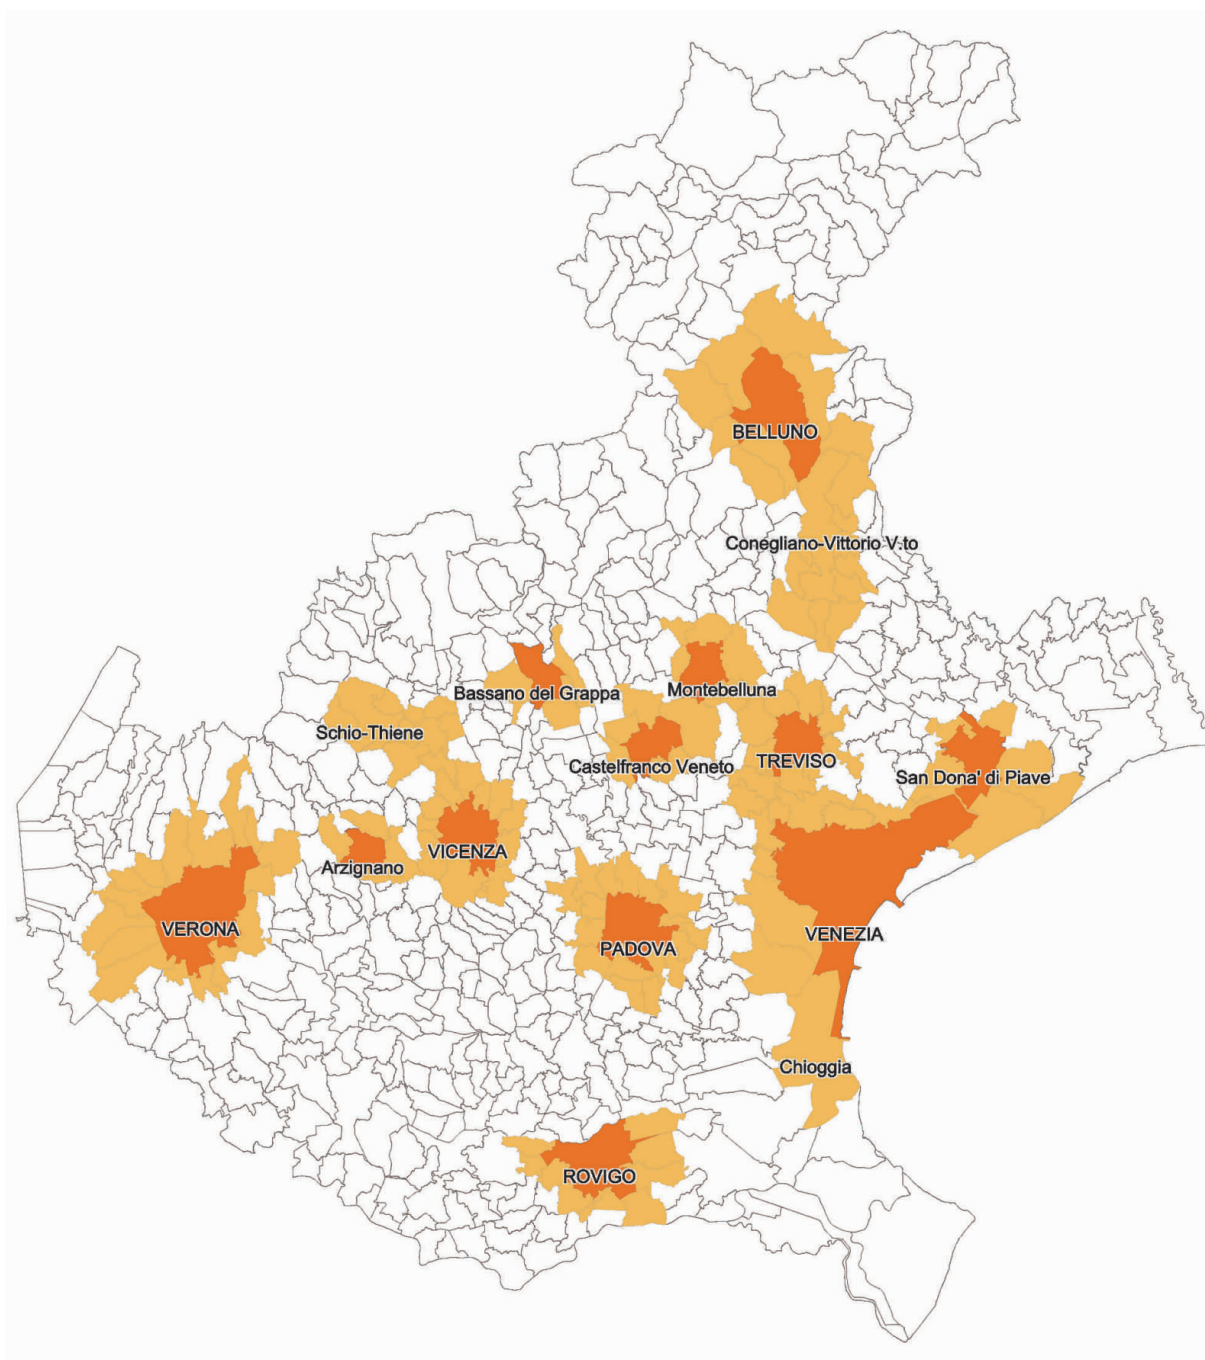 BELLUNO
Conegliano-Vittorio V.to
Bassano del Grappa
Montebelluna
Schio-Thiene
Castelfranco Veneto
TREVISO
San Dona' di Piave
VICENZA
Arzignano
VERONA
PADOVA
VENEZIA
Chioggia
ROVIGO